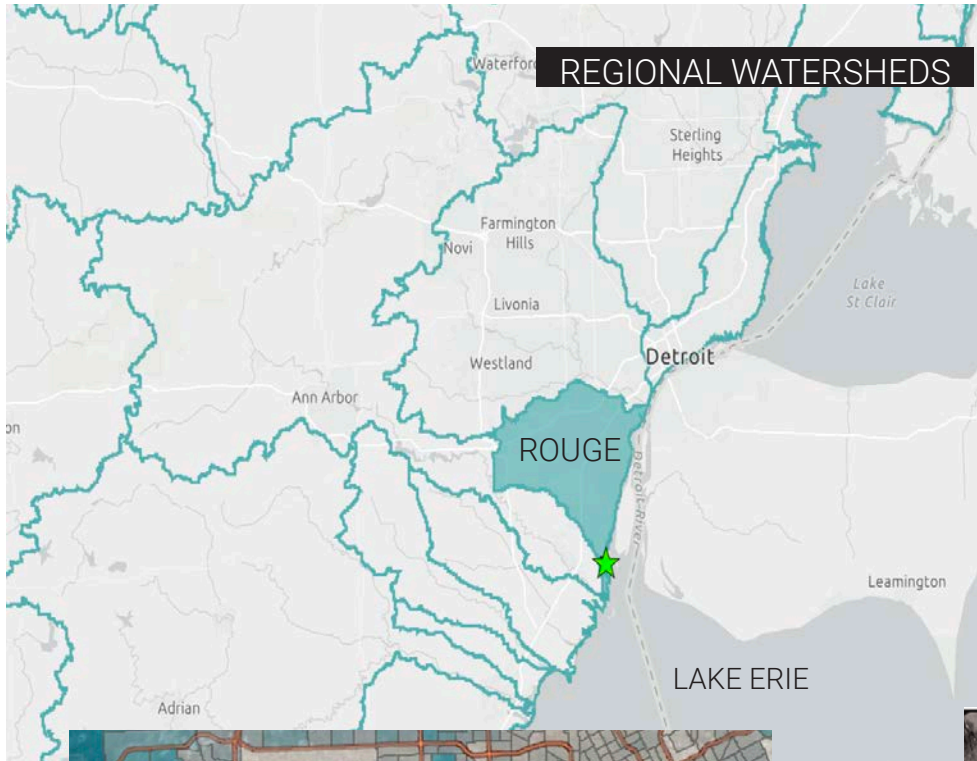 REGIONAL WATERSHEDS
Waterford
Sterling
Heights
Farmington
Hills
Novi
Lake
St Clair
Livonia
Detroit
Westland
Ann Arbor
on
ROUGE
Detroit River
Leamington
LAKE ERIE
Adrian